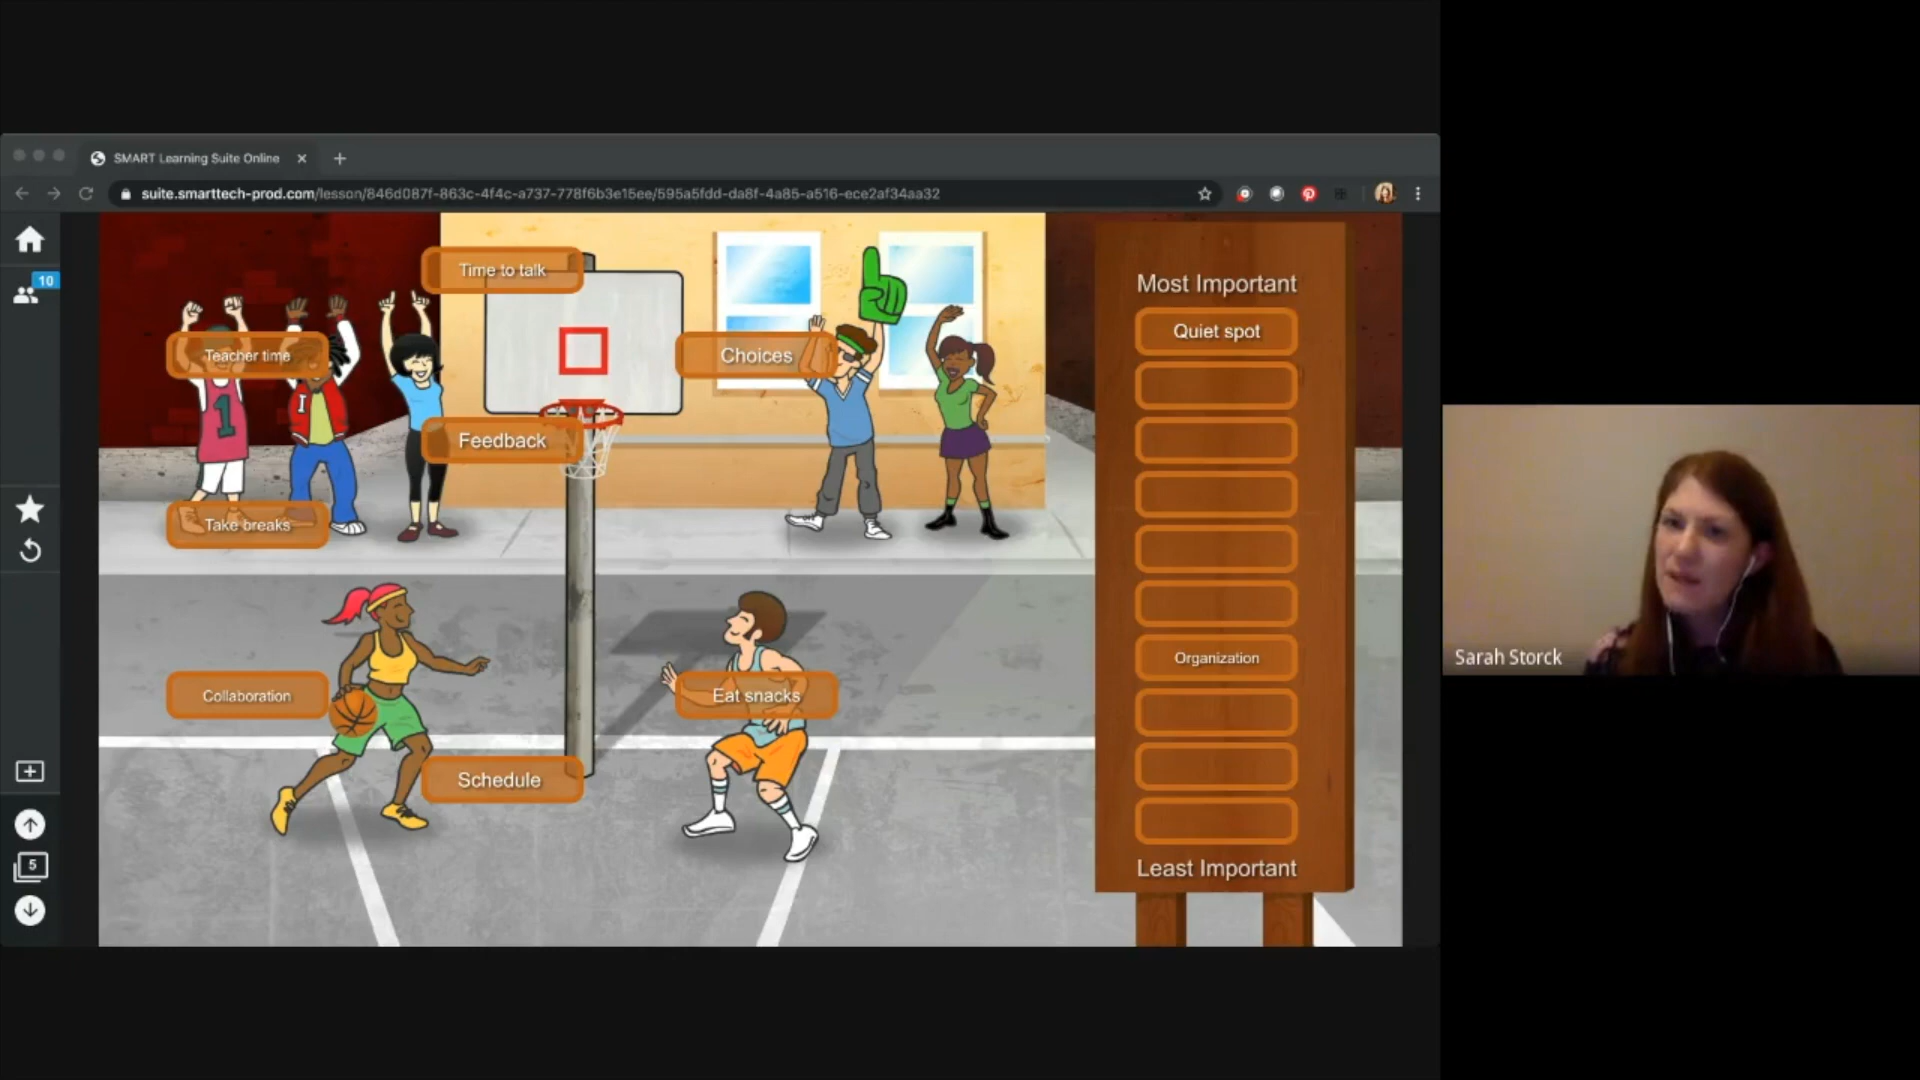 SMART Learning Suite Online
suite.smarttech-prod.com/lesson/846d087f-863c-4f4c-a737-778f6b3e15ee/595a5fdd-da8f-4a85-a516-ece2af34aa32
10
Time to talk
Most Important
Quiet spot
Teacher time
Choices
1
I
Feedback
Take breaks
Organization
Sarah Storck
Collaboration
Eat snacks
Schedule
5
Least Important